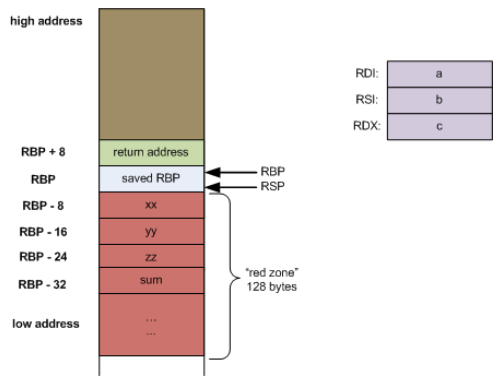 high address
RDI: a
RSI: b
RDX: c
RBP + 8 return address
RBP saved RBP RBP
RSP
RBP - 8 xx
RBP - 16 yy
RBP - 24 zz
RBP - 32 sum
"red zone"
128 bytes
low address ...
...